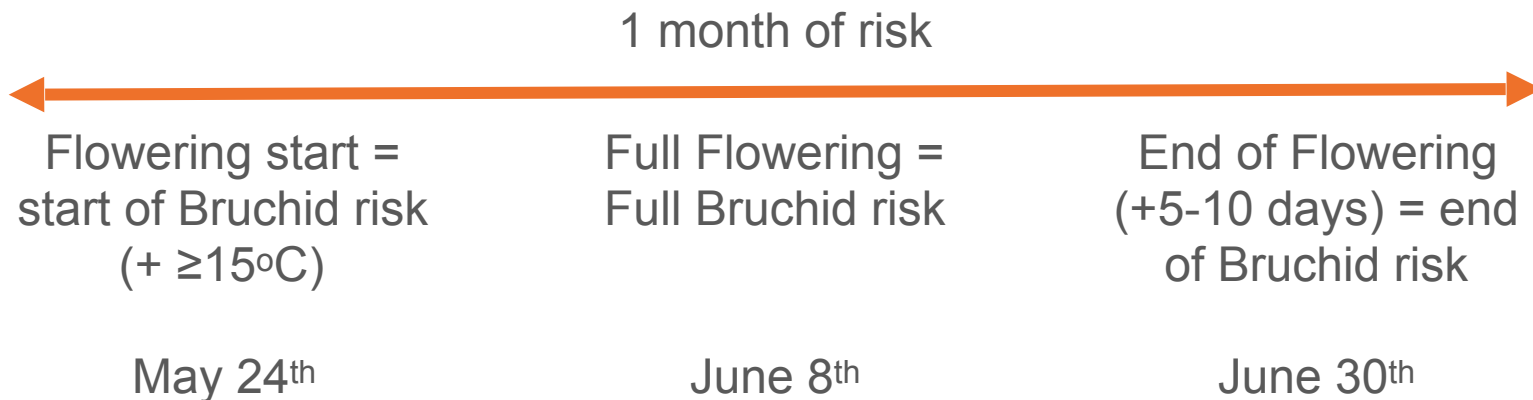 1 month of risk
Flowering start =
start of Bruchid risk
(+ ≥15ºC)
Full Flowering =
Full Bruchid risk
End of Flowering
(+5-10 days) = end
of Bruchid risk
May 24th
June 8th
June 30th